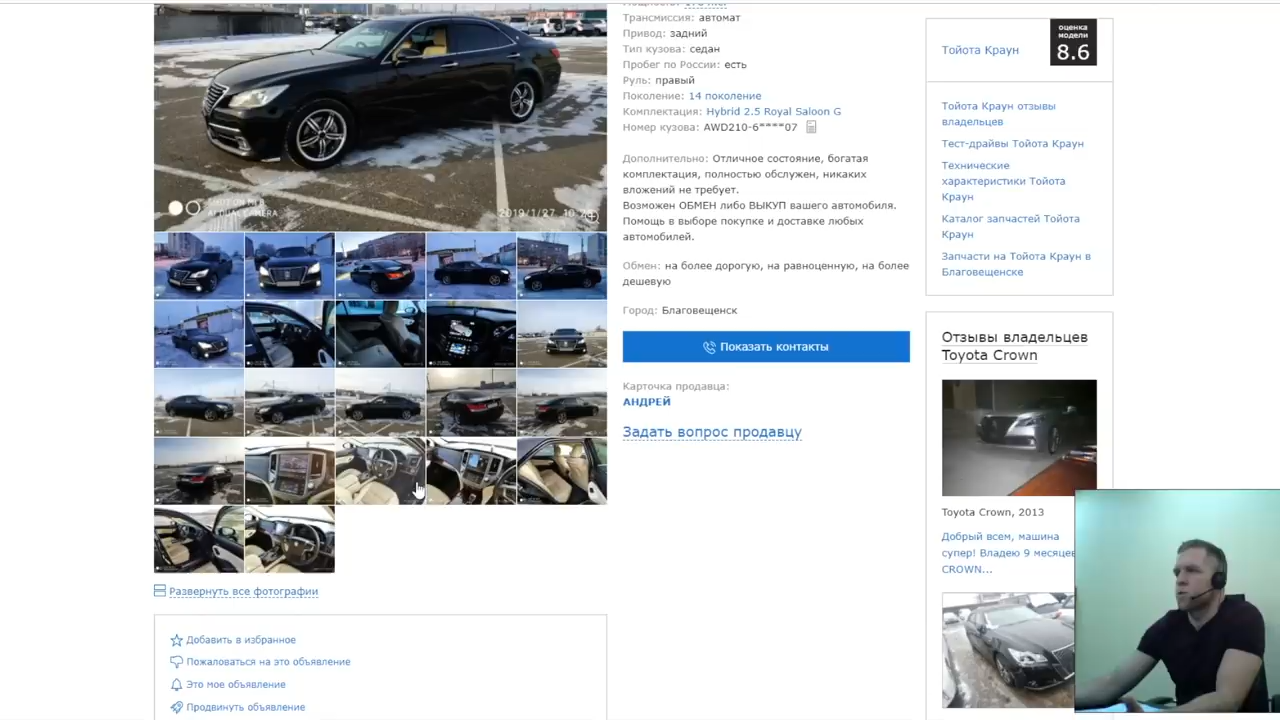 Трансмиссия: автомат
Привод: задний
Тип кузова: седан
Пробег по России: есть
Руль: правый
Поколение: 14 поколение
Комплектация: Hybrid 2.5 Royal Saloon G
Номер кузова: AWD210-6****07
Дополнительно: Отличное состояние, богатая
комплектация, полностью обслужен, никаких
вложений не требует.
Возможен ОБМЕН либо ВЫКУП вашего автомобиля.
Помощь в выборе покупке и доставке любых
автомобилей.
Обмен: на более дорогую, на равноценную, на более
дешевую
Город: Благовещенск
Показать контакты
Карточка продавца:
АНДРЕЙ
Задать вопрос продавцу
2019/1/27
Развернуть все фотографии
Добавить в избранное
Пожаловаться на это объявление
Это мое объявление
Продвинуть объявление
Тойота Краун
оценка
модели
8.6
Тойота Краун отзывы
владельцев
Тест-драйвы Тойота Краун
Технические
характеристики Тойота
Краун
Каталог запчастей Тойота
Краун
Запчасти на Тойота Краун в
Благовещенске
Отзывы владельцев
Toyota Crown
Toyota Crown, 2013
Добрый всем, машина
супер! Владею 9 месяцев
CROWN...